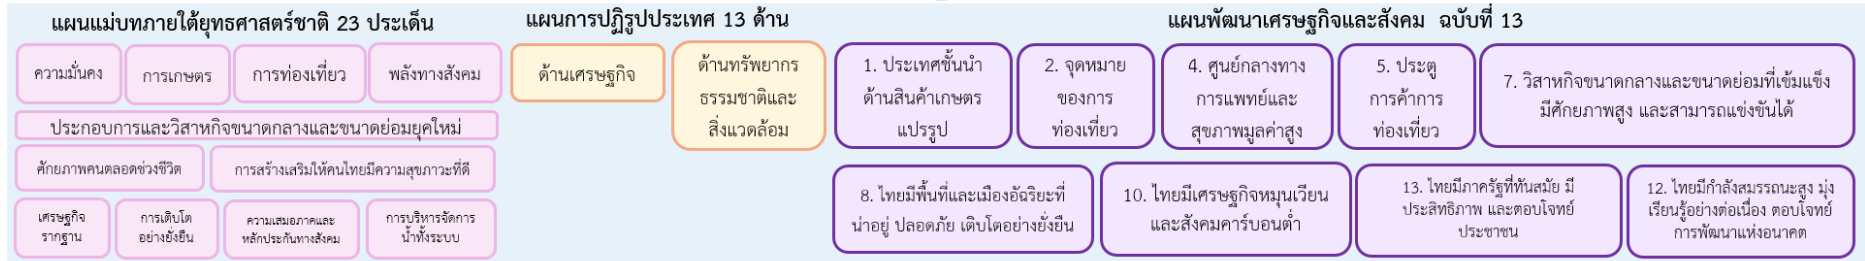 แผนแม่บทภายใต้ยุทธศาสตร์ชาติ 23 ประเด็น
ความมั่นคง
การเกษตร
การท่องเที่ยว
พลังทางสังคม
ประกอบการและวิสาหกิจขนาดกลางและขนาดย่อมยุคใหม่
ศักยภาพคนตลอดช่วงชีวิต
การสร้างเสริมให้คนไทยมีความสุขภาวะที่ดี
เศรษฐกิจ
รากฐาน
การเติบโต
อย่างยั่งยืน
ความเสมอภาคและ
หลักประกันทางสังคม
การบริหารจัดการ
น้ำทั้งระบบ
แผนการปฏิรูปประเทศ 13 ด้าน
ด้านเศรษฐกิจ
ด้านทรัพยากร
ธรรมชาติและ
สิ่งแวดล้อม
แผนพัฒนาเศรษฐกิจและสังคม ฉบับที่ 13
1. ประเทศชั้นนำ
ด้านสินค้าเกษตร
แปรรูป
2. จุดหมาย
ของการ
ท่องเที่ยว
4. ศูนย์กลางทาง
การแพทย์และ
สุขภาพมูลค่าสูง
5. ประตู
การค้าการ
ท่องเที่ยว
7. วิสาหกิจขนาดกลางและขนาดย่อมที่เข้มแข็ง
มีศักยภาพสูง และสามารถแข่งขันได้
8. ไทยมีพื้นที่และเมืองอัจริยะที่
น่าอยู่ ปลอดภัย เติบโตอย่างยั่งยืน
10. ไทยมีเศรษฐกิจหมุนเวียน
และสังคมคาร์บอนต่ำ
13. ไทยมีภาครัฐที่ทันสมัย มี
ประสิทธิภาพ และตอบโจทย์
ประชาชน
12. ไทยมีกำลังสมรรถนะสูง มุ่ง
เรียนรู้อย่างต่อเนื่อง ตอบโจทย์
การพัฒนาแห่งอนาคต